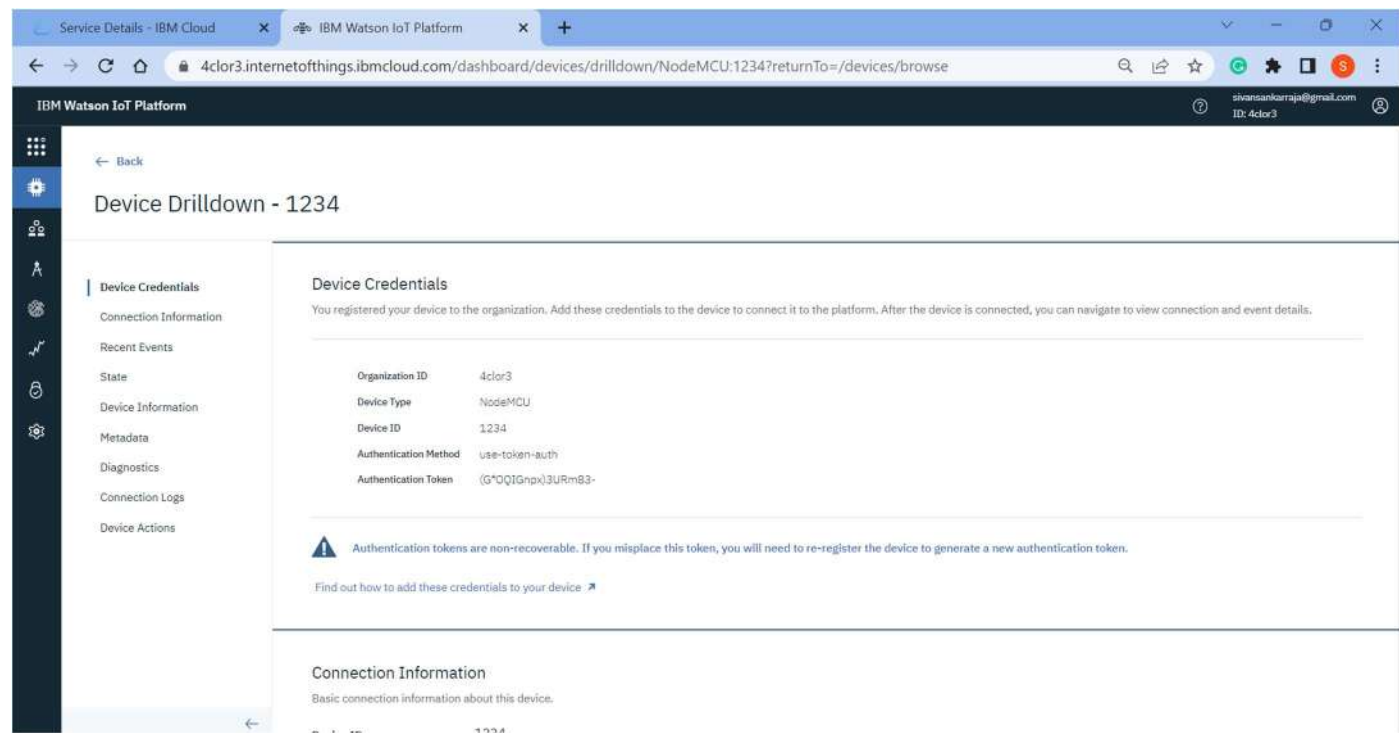 Service Details - IBM Cloud
IBM Watson IoT Platform
4clor3.internetofthings.ibmcloud.com/dashboard/devices/drilldown/NodeMCU:1234?returnTo=/devices/browse
S
IBM Watson IoT Platform
sivansankarraja@gmail.com
ID: 4clor3
Back
Device Drilldown - 1234
Device Credentials
Connection Information
Recent Events
State
Device Information
Metadata
Diagnostics
Connection Logs
Device Actions
Device Credentials
You registered your device to the organization. Add these credentials to the device to connect it to the platform. After the device is connected, you can navigate to view connection and event details.
Organization ID 4clor3
Device Type NodeMCU
Device ID 1234
Authentication Method use-token-auth
Authentication Token (G*OQIGnpx)3URmB3-
Authentication tokens are non-recoverable. If you misplace this token, you will need to re-register the device to generate a new authentication token.
Find out how to add these credentials to your device
Connection Information
Basic connection information about this device.
Device ID 1234